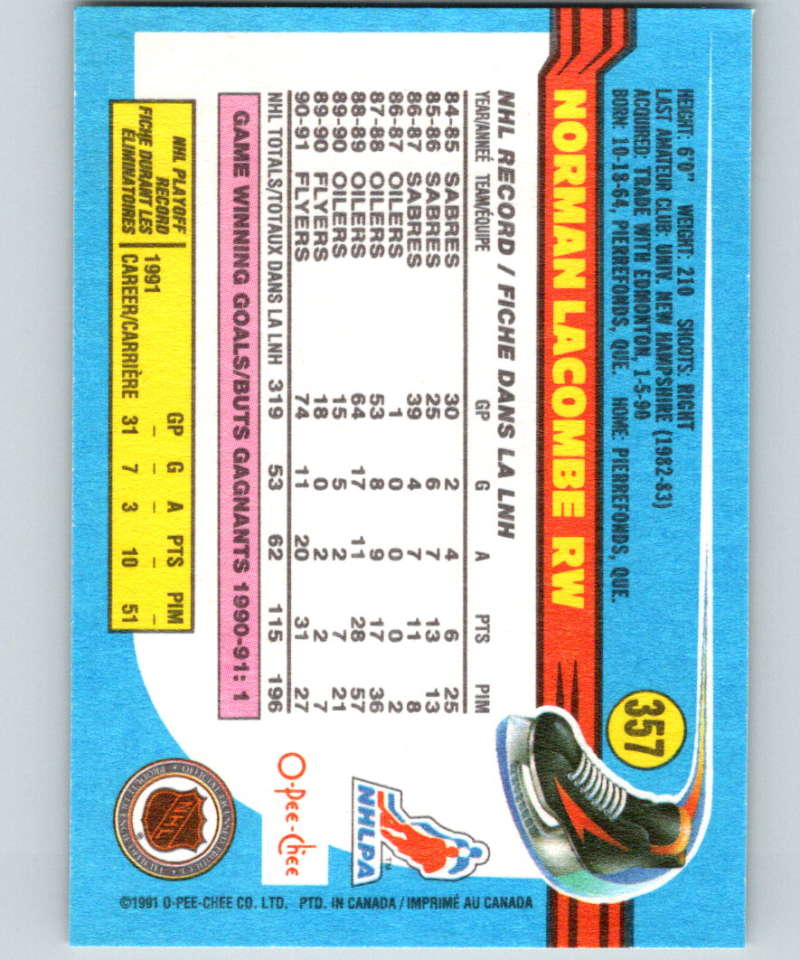 357
NORMAN LACOMBE RW
HEIGHT: 6'0" WEIGHT: 210 SHOOTS: RIGHT
LAST AMATEUR CLUB: UNIV. NEW HAMPSHIRE (1982-83)
ACQUIRED: TRADE WITH EDMONTON, 1-5-90
BORN: 10-18-64, PIERREFONDS, QUE. HOME: PIERREFONDS, QUE.
NHL RECORD / FICHE DANS LA LNH
YEAR/ANNEÉ TEAM/ÉQUIPE GP G A PTS PIM
84-85 SABRES 30 2 4 6 25
85-86 SABRES 25 6 7 13 13
86-87 SABRES 39 4 7 11 8
86-87 OILERS 1 0 0 0 2
87-88 OILERS 53 8 9 17 36
88-89 OILERS 64 17 11 28 57
89-90 OILERS 15 5 2 7 21
89-90 FLYERS 18 0 2 2 7
90-91 FLYERS 74 11 20 31 27
NHL TOTALS/TOTAUX DANS LA LNH 319 53 62 115 196
GAME WINNING GOALS/BUTS GAGNANTS 1990-91: 1
NHL PLAYOFF RECORD
FICHE DURANT LES ÉLIMINATOIRES
GP G A PTS PIM
1991 – – – – –
CAREER/CARRIÈRE 31 7 3 10 51
NHLPA
TM
O-Pee-Chee
NHL
©1991 O-PEE-CHEE CO. LTD. PTD. IN CANADA / IMPRIMÉ AU CANADA